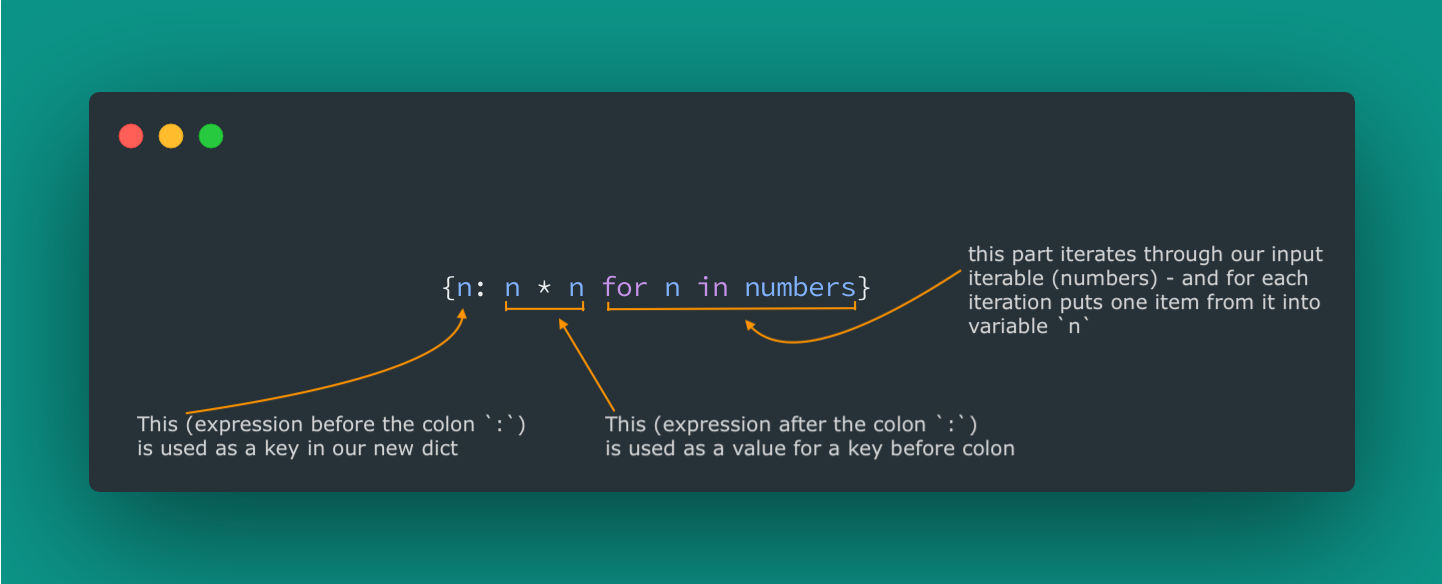 {n: n * n for n in numbers}
this part iterates through our input
iterable (numbers) - and for each
iteration puts one item from it into
variable `n`
This (expression before the colon `:`)
is used as a key in our new dict
This (expression after the colon `:`)
is used as a value for a key before colon